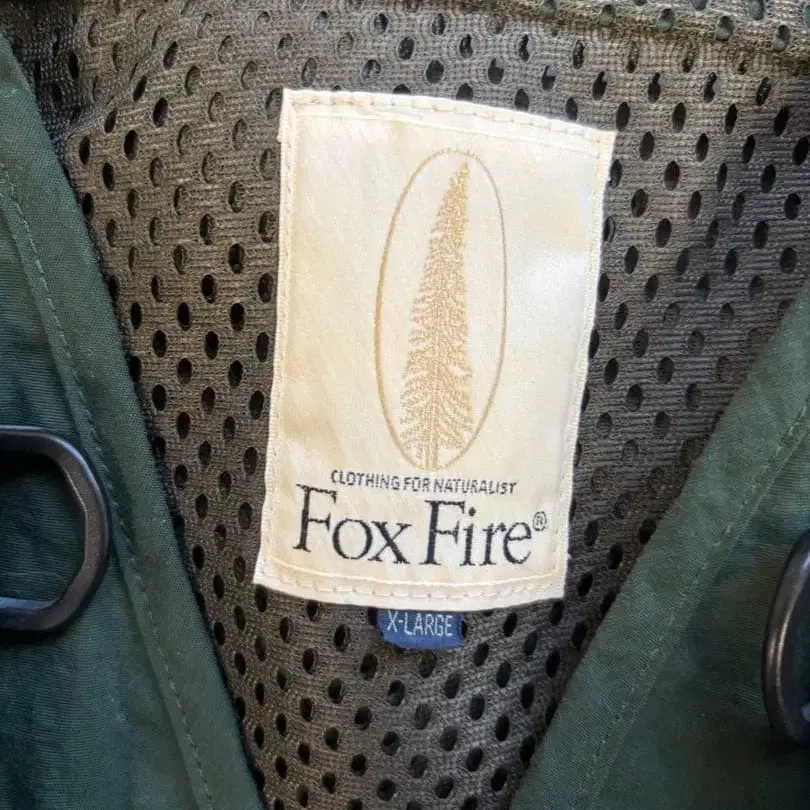 CLOTHING FOR NATURALIST
Fox Fire®
X-LARGE